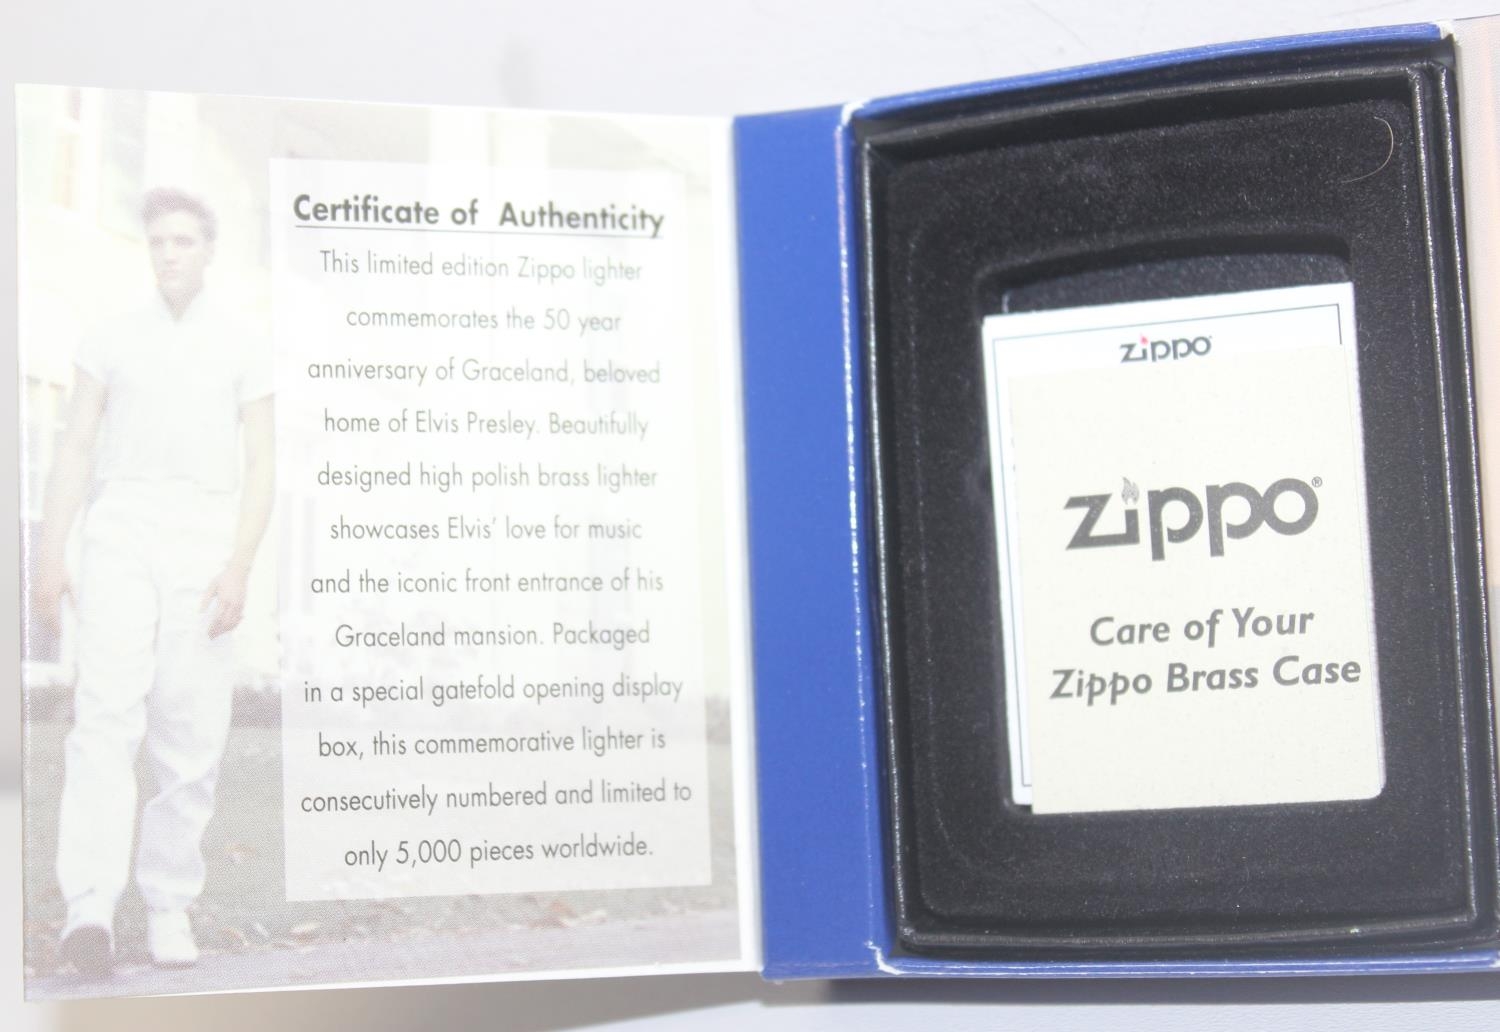 Certificate of Authenticity
This limited edition Zippo lighter
commemorates the 50 year
anniversary of Graceland, beloved
home of Elvis Presley. Beautifully
designed high polish brass lighter
showcases Elvis' love for music
and the iconic front entrance of his
Graceland mansion. Packaged
in a special gatefold opening display
box, this commemorative lighter is
consecutively numbered and limited to
only 5,000 pieces worldwide.
zippo
zippo®
Care of Your
Zippo Brass Case